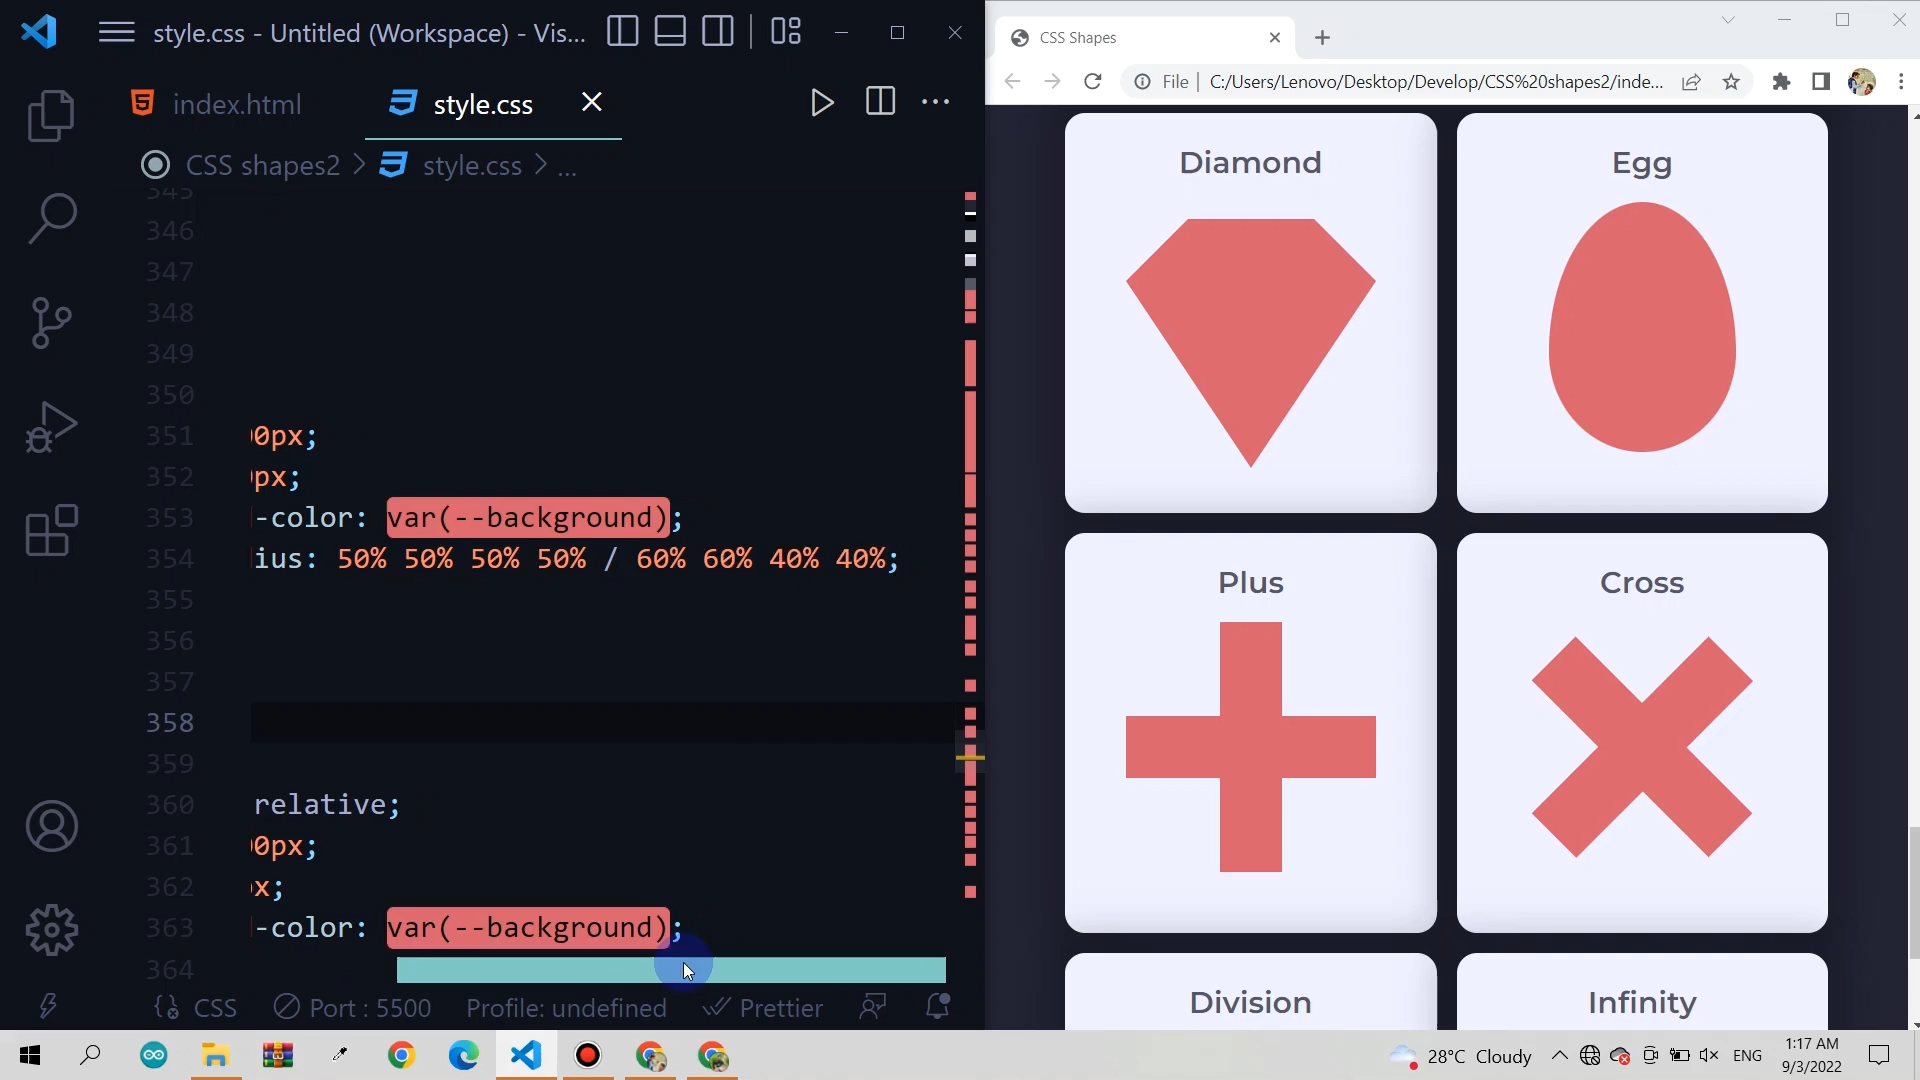 style.css - Untitled (Workspace) - Vis...
index.html
style.css
CSS shapes2 > style.css > ...
345
346
347
348
349
350
351 0px;
352 0px;
353 -color: var(--background);
354 ius: 50% 50% 50% 50% / 60% 60% 40% 40%;
355
356
357
358
359
360 relative;
361 0px;
362 x;
363 -color: var(--background);
364
{} CSS Port : 5500 Profile: undefined Prettier
CSS Shapes
File | C:/Users/Lenovo/Desktop/Develop/CSS%20shapes2/inde...
Diamond
Egg
Plus
Cross
Division
Infinity
28°C Cloudy
ENG
1:17 AM
9/3/2022